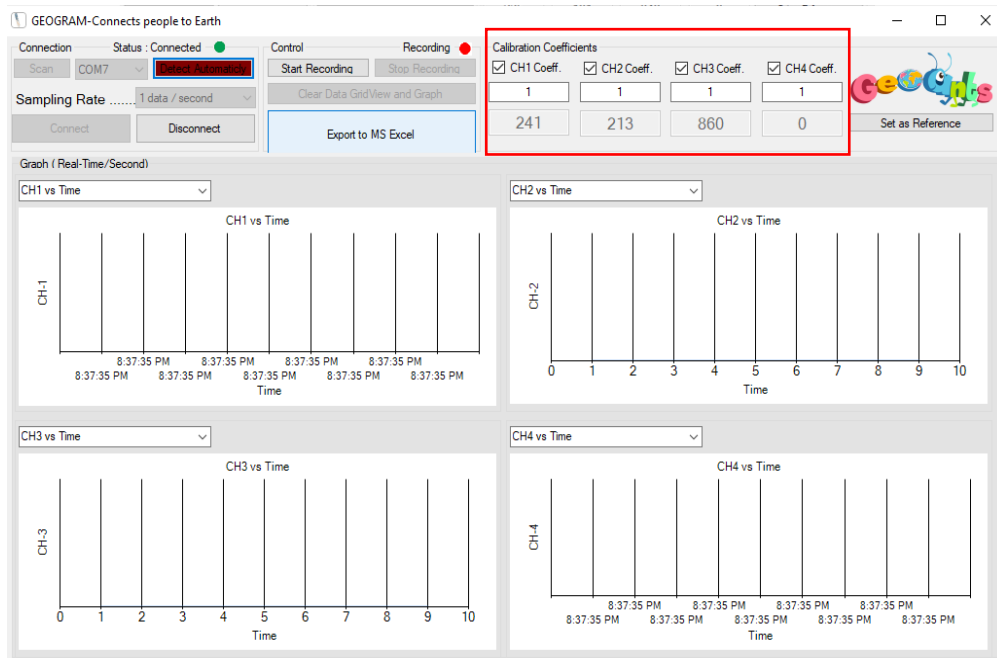 GEOGRAM-Connects people to Earth
Connection Status : Connected
Scan COM7 Detect Automaticly
Sampling Rate ....... 1 data / second
Connect Disconnect
Control Recording
Start Recording Stop Recording
Clear Data GridView and Graph
Export to MS Excel
Calibration Coefficients
CH1 Coeff. CH2 Coeff. CH3 Coeff. CH4 Coeff.
1 1 1 1
241 213 860 0
GeoAnts
Set as Reference
Graph ( Real-Time/Second)
CH1 vs Time
CH1 vs Time
CH-1
8:37:35 PM 8:37:35 PM 8:37:35 PM 8:37:35 PM
8:37:35 PM 8:37:35 PM 8:37:35 PM 8:37:35 PM 8:37:35 PM
Time
CH2 vs Time
CH2 vs Time
CH-2
0 1 2 3 4 5 6 7 8 9 10
Time
CH3 vs Time
CH3 vs Time
CH-3
0 1 2 3 4 5 6 7 8 9 10
Time
CH4 vs Time
CH4 vs Time
CH-4
8:37:35 PM 8:37:35 PM 8:37:35 PM 8:37:35 PM
8:37:35 PM 8:37:35 PM 8:37:35 PM 8:37:35 PM 8:37:35 PM
Time